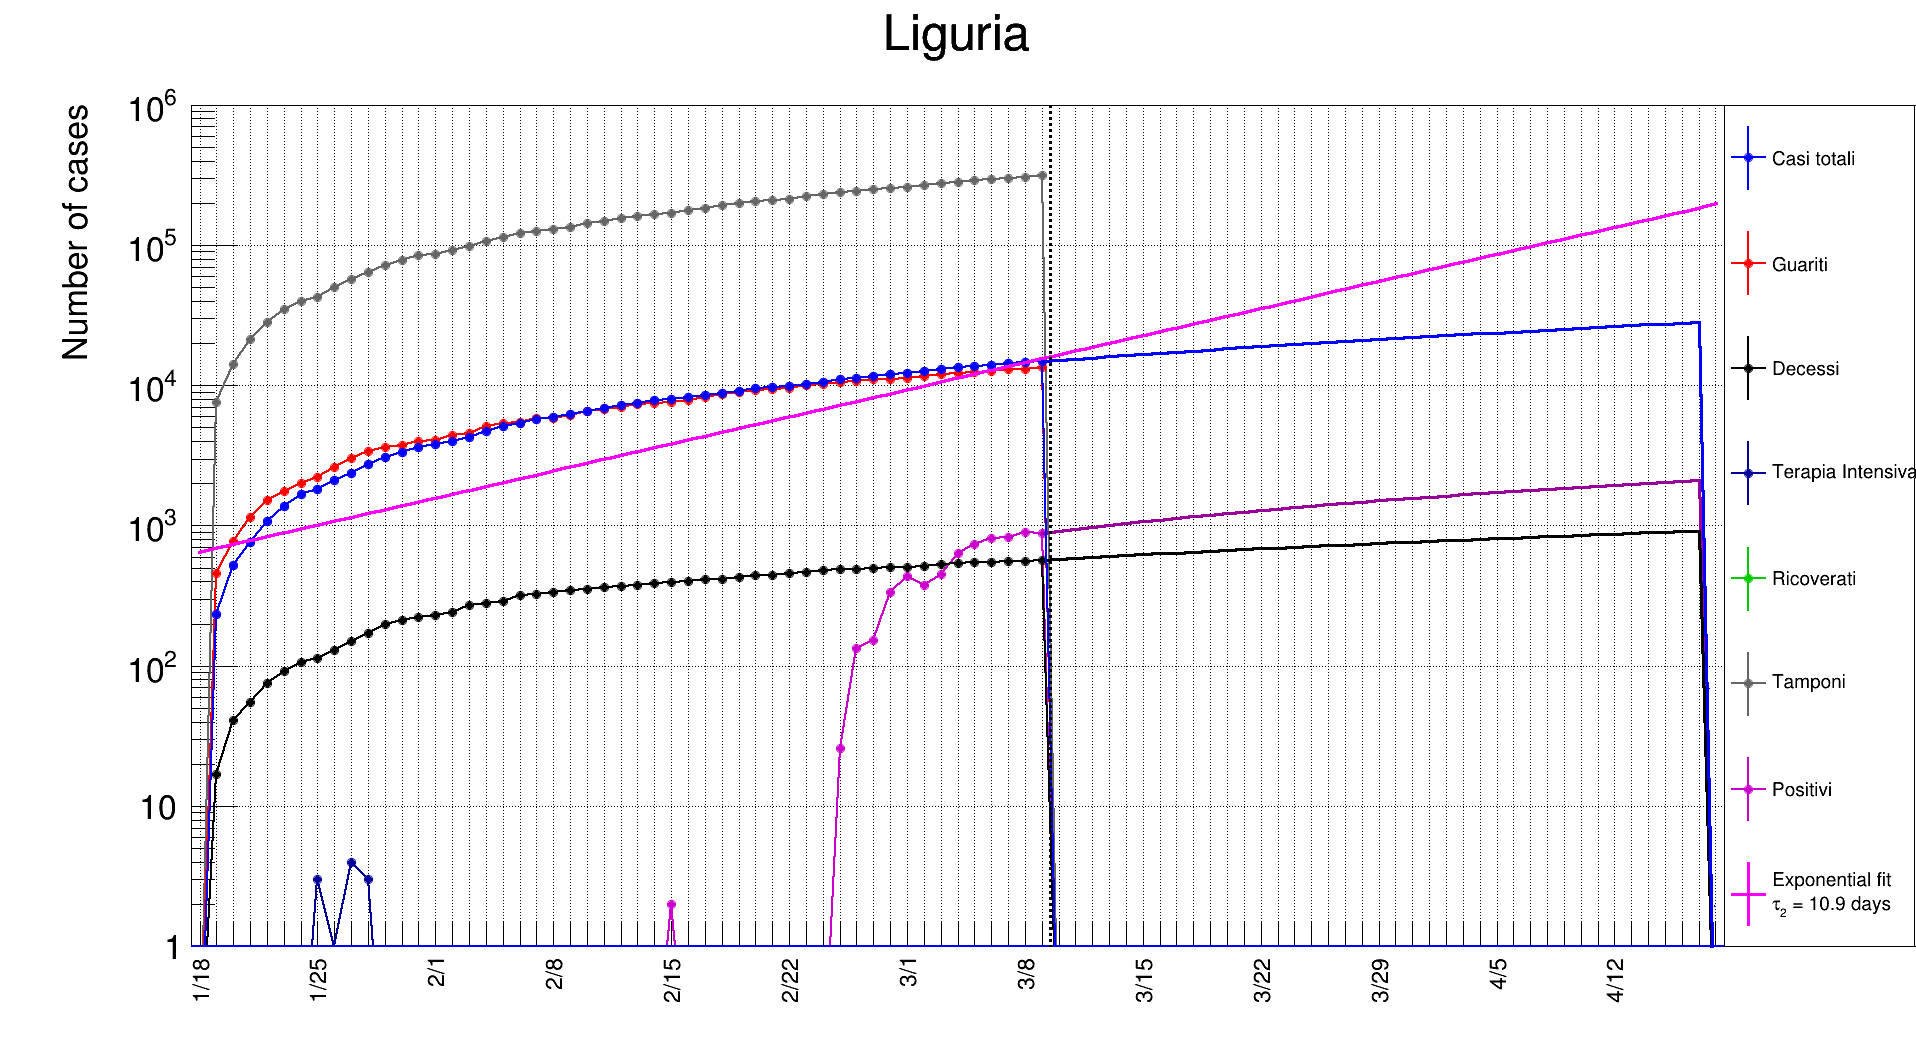 Liguria
Number of cases
10^6
10^5
10^4
10^3
10^2
10
1
1/18
1/25
2/1
2/8
2/15
2/22
3/1
3/8
3/15
3/22
3/29
4/5
4/12
Casi totali
Guariti
Decessi
Terapia Intensiva
Ricoverati
Tamponi
Positivi
Exponential fit
τ_2 = 10.9 days